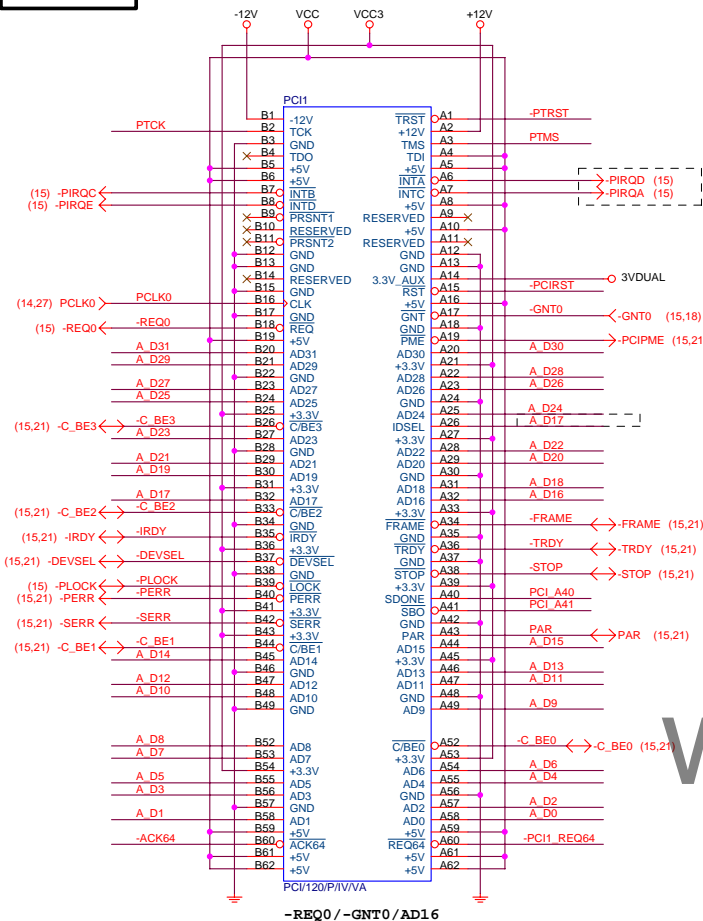 -12V VCC VCC3 +12V
PCI1
B1 -12V TRST A1 -PTRST
PTCK B2 TCK +12V A2
B3 GND TMS A3 PTMS
B4 TDO TDI A4
B5 +5V +5V A5
B6 +5V INTA A6 -PIRQD (15)
(15) -PIRQC B7 INTB INTC A7 -PIRQA (15)
(15) -PIRQE B8 INTD +5V A8
B9 PRSNT1 RESERVED A9
B10 RESERVED +5V A10
B11 PRSNT2 RESERVED A11
B12 GND GND A12
B13 GND GND A13
B14 RESERVED 3.3V_AUX A14 3VDUAL
B15 GND RST A15 -PCIRST
(14,27) PCLK0 PCLK0 B16 CLK +5V A16
B17 GND GNT A17 -GNT0 -GNT0 (15,18)
(15) -REQ0 -REQ0 B18 REQ GND A18
B19 +5V PME A19 -PCIPME (15,21
A_D31 B20 AD31 AD30 A20 A_D30
A_D29 B21 AD29 +3.3V A21
B22 GND AD28 A22 A_D28
A_D27 B23 AD27 AD26 A23 A_D26
A_D25 B24 AD25 GND A24
B25 +3.3V AD24 A25 A_D24
(15,21) -C_BE3 -C_BE3 B26 C/BE3 IDSEL A26 A_D17
A_D23 B27 AD23 +3.3V A27
B28 GND AD22 A28 A_D22
A_D21 B29 AD21 AD20 A29 A_D20
A_D19 B30 AD19 GND A30
B31 +3.3V AD18 A31 A_D18
A_D17 B32 AD17 AD16 A32 A_D16
(15,21) -C_BE2 -C_BE2 B33 C/BE2 +3.3V A33
B34 GND FRAME A34 -FRAME -FRAME (15,21)
(15,21) -IRDY -IRDY B35 IRDY GND A35
B36 +3.3V TRDY A36 -TRDY -TRDY (15,21)
(15,21) -DEVSEL -DEVSEL B37 DEVSEL GND A37
B38 GND STOP A38 -STOP -STOP (15,21)
(15) -PLOCK -PLOCK B39 LOCK +3.3V A39
(15,21) -PERR -PERR B40 PERR SDONE A40 PCI_A40
B41 +3.3V SBO A41 PCI_A41
(15,21) -SERR -SERR B42 SERR GND A42
B43 +3.3V PAR A43 PAR PAR (15,21)
(15,21) -C_BE1 -C_BE1 B44 C/BE1 AD15 A44 A_D15
A_D14 B45 AD14 +3.3V A45
B46 GND AD13 A46 A_D13
A_D12 B47 AD12 AD11 A47 A_D11
A_D10 B48 AD10 GND A48
B49 GND AD9 A49 A_D9
A_D8 B52 AD8 C/BE0 A52 -C_BE0 -C_BE0 (15,21)
A_D7 B53 AD7 +3.3V A53
B54 +3.3V AD6 A54 A_D6
A_D5 B55 AD5 AD4 A55 A_D4
A_D3 B56 AD3 GND A56
B57 GND AD2 A57 A_D2
A_D1 B58 AD1 AD0 A58 A_D0
B59 +5V +5V A59
-ACK64 B60 ACK64 REQ64 A60 -PCI1_REQ64
B61 +5V +5V A61
B62 +5V +5V A62
PCI/120/P/IV/VA
-REQ0/-GNT0/AD16